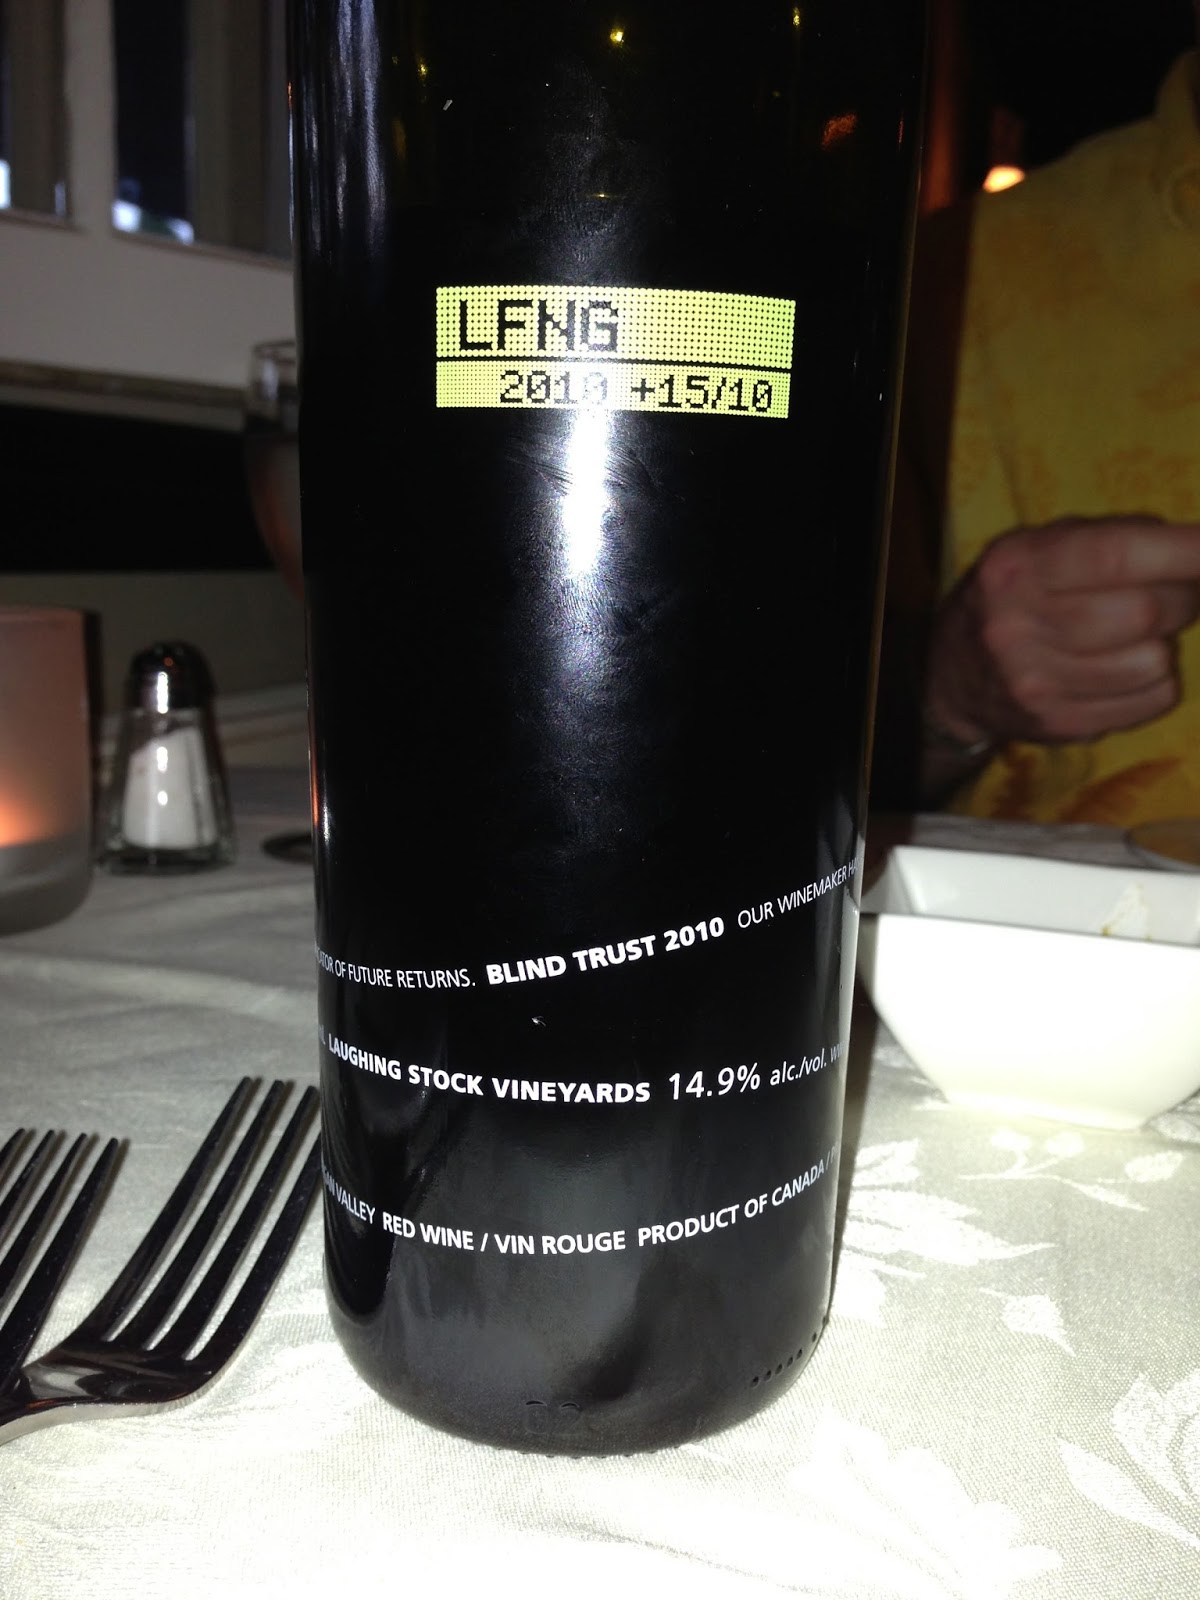 LFNG
2010 +15/10
OF FUTURE RETURNS. BLIND TRUST 2010 OUR WINEMAKER
LAUGHING STOCK VINEYARDS 14.9% alc./vol.
VALLEY RED WINE / VIN ROUGE PRODUCT OF CANADA /